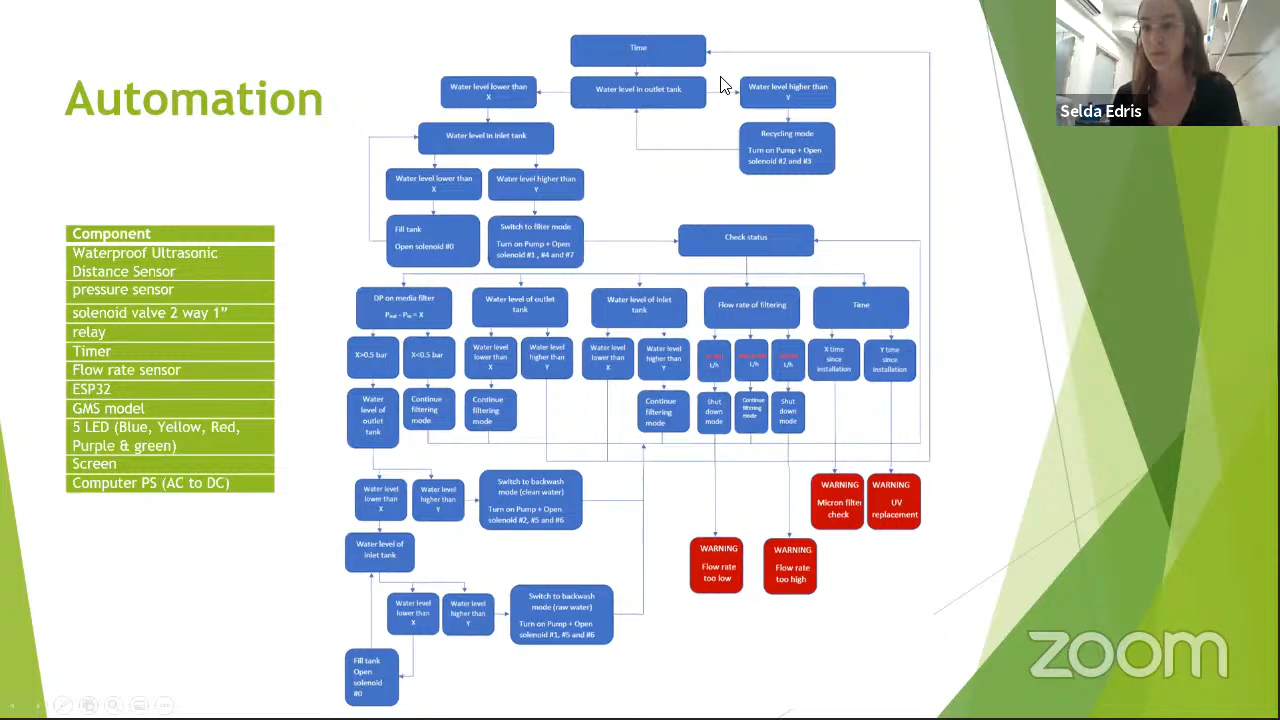 Automation
Selda Edris
Component
Waterproof Ultrasonic
Distance Sensor
pressure sensor
solenoid valve 2 way 1”
relay
Timer
Flow rate sensor
ESP32
GMS model
5 LED (Blue, Yellow, Red,
Purple & green)
Screen
Computer PS (AC to DC)
Time
Water level lower than
X
Water level in outlet tank
Water level higher than
Y
Water level in inlet tank
Recycling mode
Turn on Pump + Open
solenoid #2 and #3
Water level lower than
X
Water level higher than
Y
Fill tank
Open solenoid #0
Switch to filter mode
Turn on Pump + Open
solenoid #1 , #4 and #7
Check status
DP on media filter
Pout - Pin = X
Water level of outlet
tank
Water level of inlet
tank
Flow rate of filtering
Time
X>0,5 bar
X<0.5 bar
Water level
lower than
X
Water level
higher than
Y
Water level
lower than
X
Water level
higher than
Y
L/h
L/h
L/h
X time
since
installation
Y time
since
installation
Water
level of
outlet
tank
Continue
filtering
mode
Continue
filtering
mode
Continue
filtering
mode
Shut
down
mode
Continue
filtering
mode
Shut
down
mode
Water level
lower than
X
Water level
higher than
Y
Switch to backwash
mode (clean water)
Turn on Pump + Open
solenoid #2, #5 and #6
WARNING
Micron filter
check
WARNING
UV
replacement
Water level of
inlet tank
WARNING
Flow rate
too low
WARNING
Flow rate
too high
Water level
lower than
X
Water level
higher than
Y
Switch to backwash
mode (raw water)
Turn on Pump + Open
solenoid #1, #5 and #6
Fill tank
Open
solenoid
#0
zoom